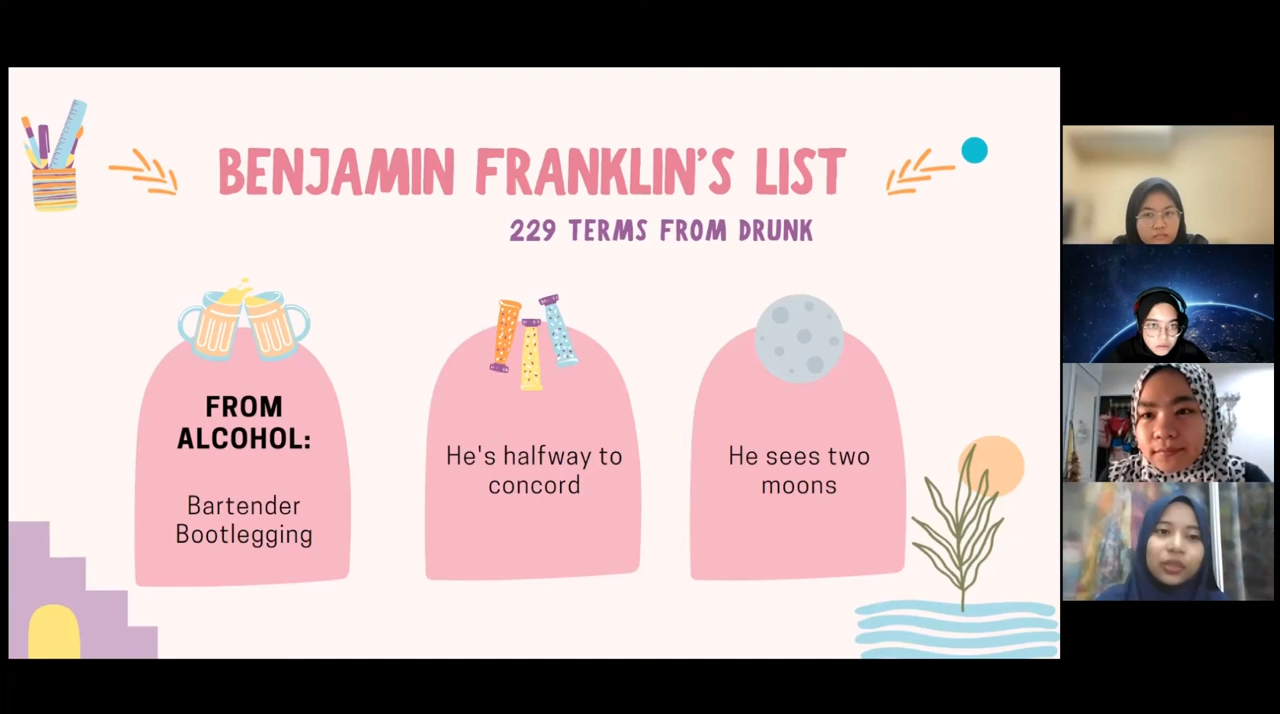 BENJAMIN FRANKLIN'S LIST
229 TERMS FROM DRUNK
FROM
ALCOHOL:
Bartender
Bootlegging
He's halfway to
concord
He sees two
moons